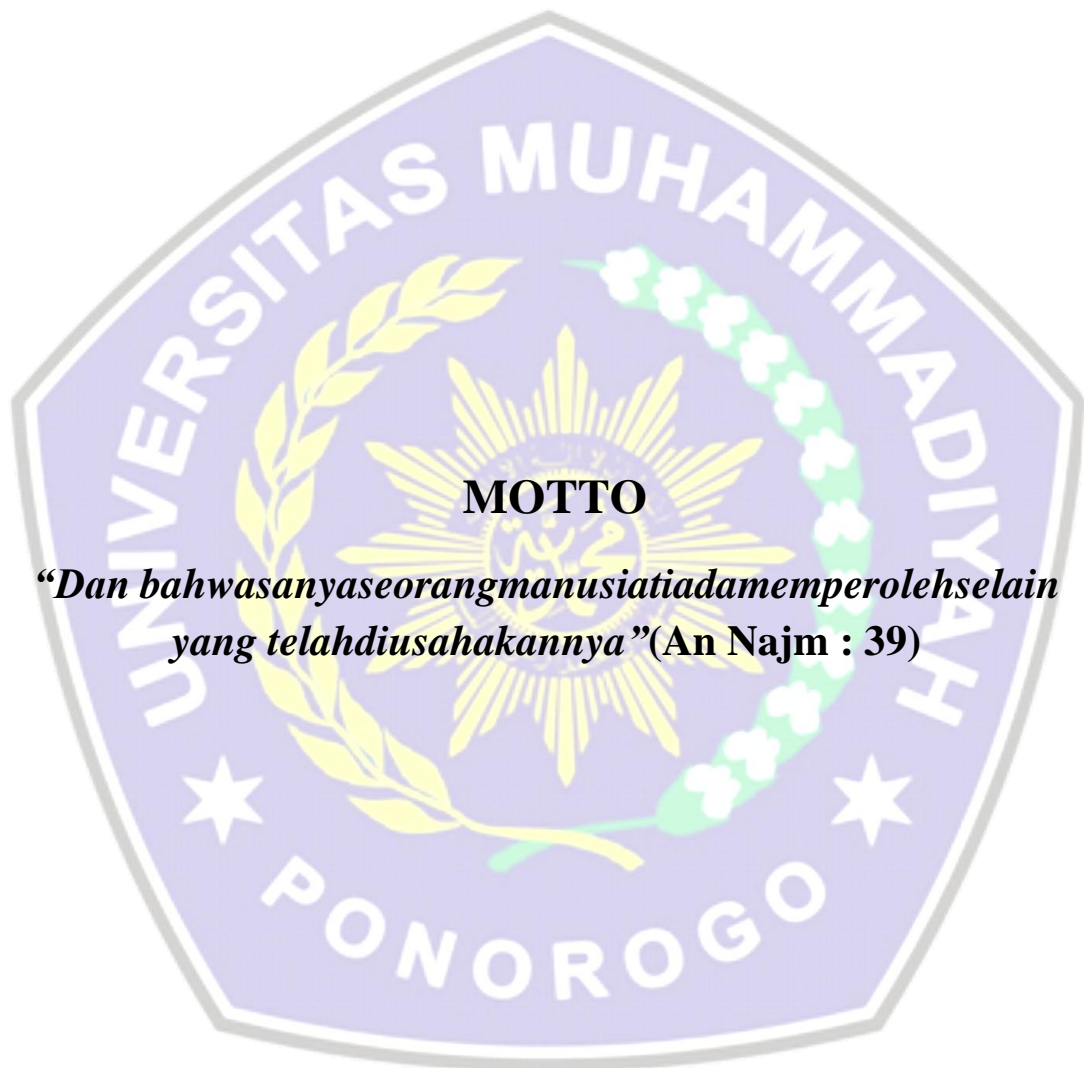 UNIVERSITAS MUHAMMADIYAH
MOTTO
“Dan bahwasanyaseorangmanusiatiadamemperolehselain
yang telahdiusahakannya”(An Najm : 39)
PONOROGO